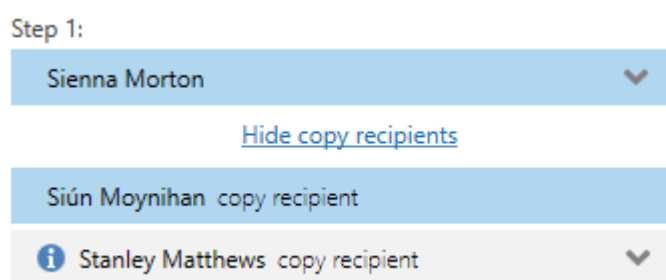 Step 1:
Sienna Morton
Hide copy recipients
Siún Moynihan copy recipient
Stanley Matthews copy recipient